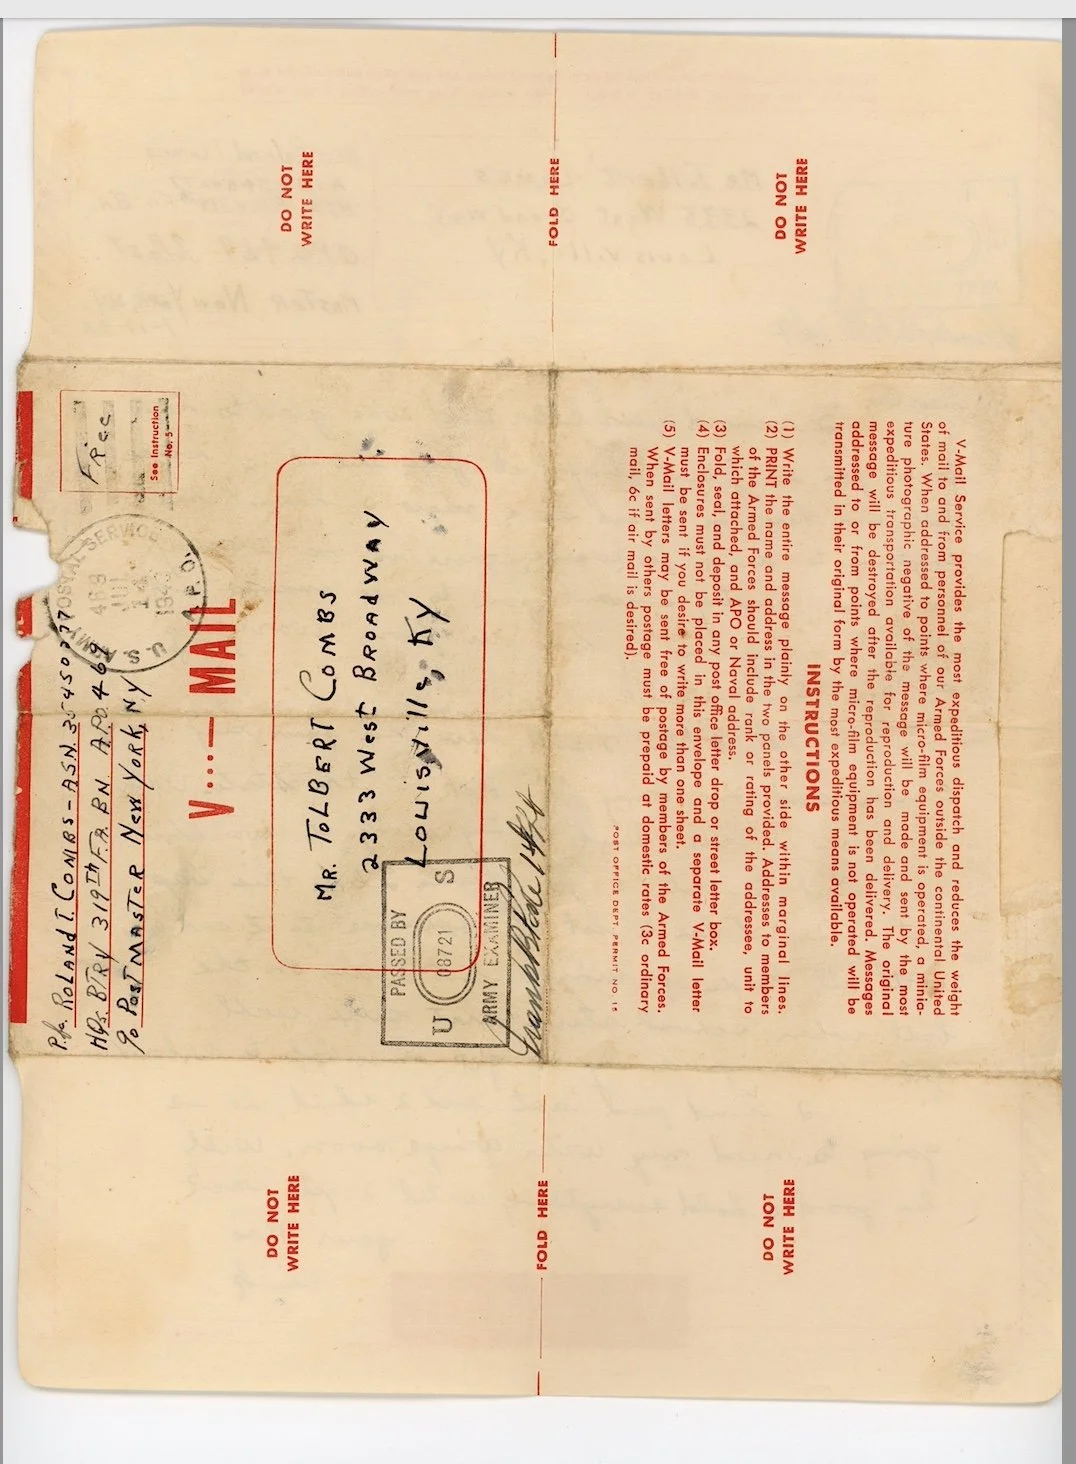 Pfc. ROLAND T. COMBS - ASN. 35450337
HQs. BTRY 319TH F.A. BN. APO. 469
℅ POSTMASTER NEW YORK, NY
Free
See Instruction
No. 5
U. S. ARMY POSTAL SERVICE
A.P.O.
469
JUL
1943
V···— MAIL
MR. TOLBERT COMBS
2333 West BROADWAY
LOUISVILLE, KY
PASSED BY
U S
08721
ARMY EXAMINER
DO NOT
WRITE HERE
FOLD HERE
DO NOT
WRITE HERE
DO NOT
WRITE HERE
FOLD HERE
DO NOT
WRITE HERE
V-Mail Service provides the most expeditious dispatch and reduces the weight
of mail to and from personnel of our Armed Forces outside the continental United
States. When addressed to points where micro-film equipment is operated, a minia-
ture photographic negative of the message will be made and sent by the most
expeditious transportation available for reproduction and delivery. The original
message will be destroyed after the reproduction has been delivered. Messages
addressed to or from points where micro-film equipment is not operated will be
transmitted in their original form by the most expeditious means available.
INSTRUCTIONS
(1) Write the entire message plainly on the other side within marginal lines.
(2) PRINT the name and address in the two panels provided. Addresses to members
of the Armed Forces should include rank or rating of the addressee, unit to
which attached, and APO or Naval address.
(3) Fold, seal, and deposit in any post office letter drop or street letter box.
(4) Enclosures must not be placed in this envelope and a separate V-Mail letter
must be sent if you desire to write more than one sheet.
(5) V-Mail letters may be sent free of postage by members of the Armed Forces.
When sent by others postage must be prepaid at domestic rates (3c ordinary
mail, 6c if air mail is desired).
POST OFFICE DEPT. PERMIT NO. 15